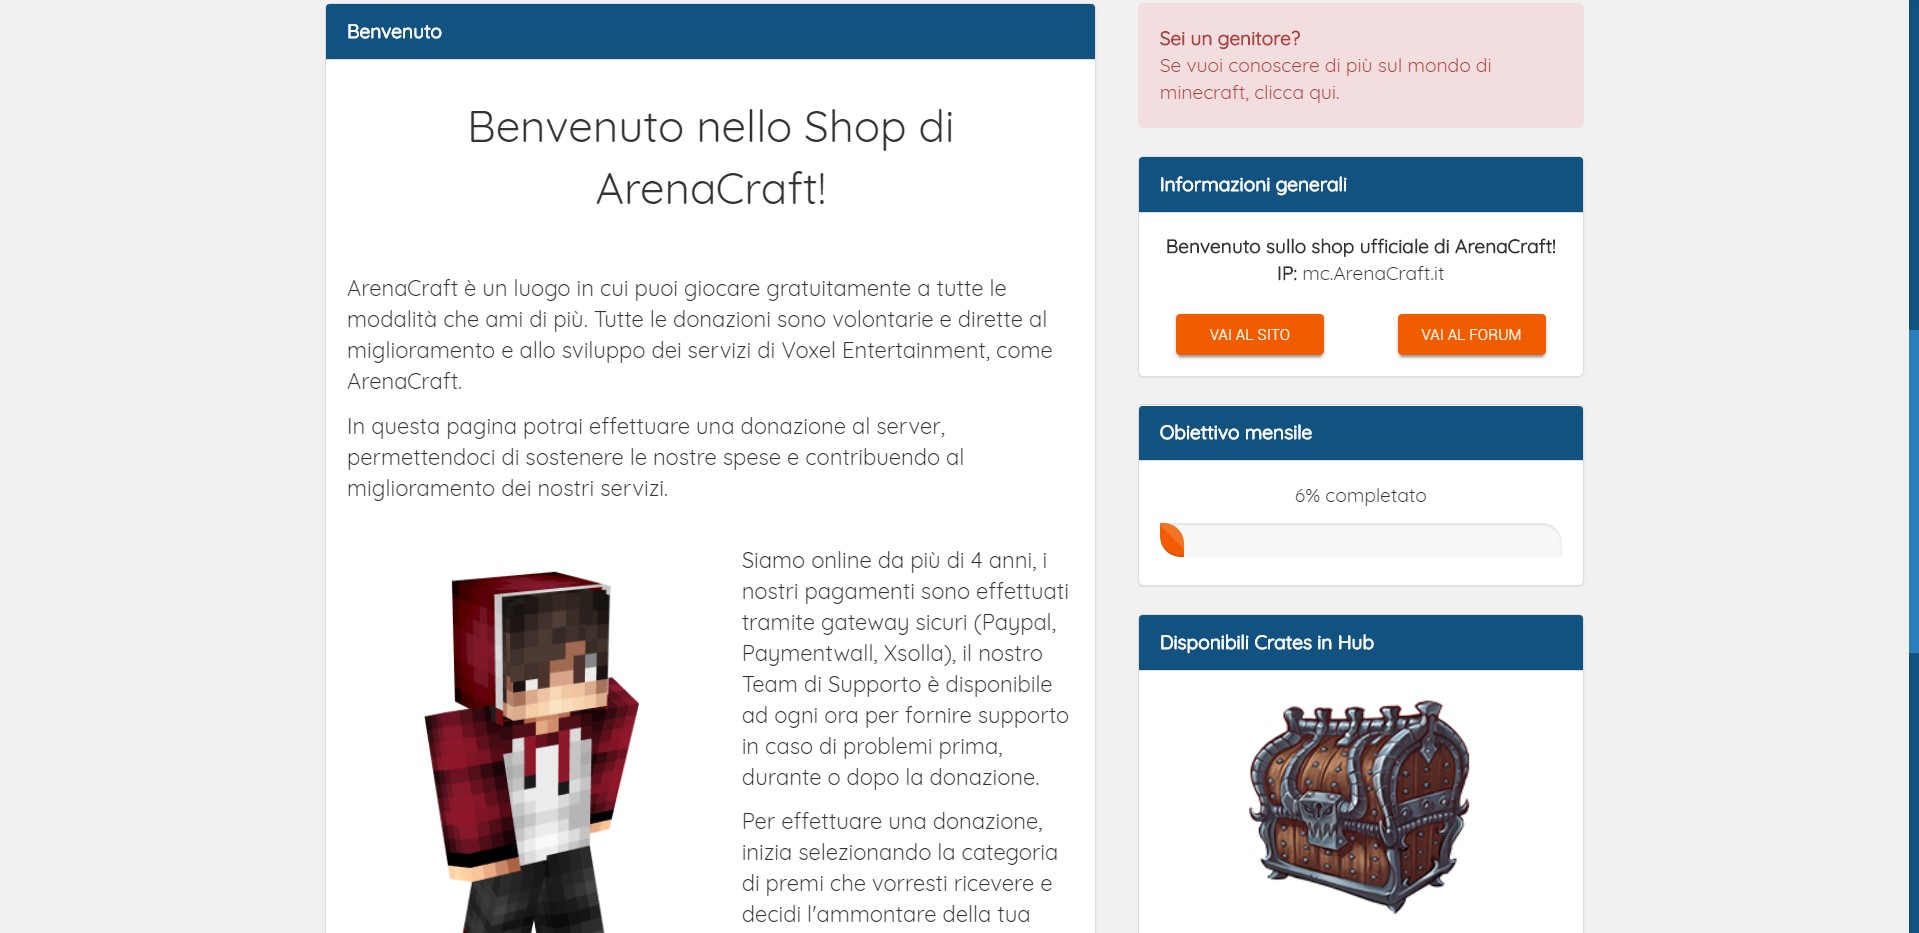 Benvenuto
Benvenuto nello Shop di
ArenaCraft!
ArenaCraft è un luogo in cui puoi giocare gratuitamente a tutte le
modalità che ami di più. Tutte le donazioni sono volontarie e dirette al
miglioramento e allo sviluppo dei servizi di Voxel Entertainment, come
ArenaCraft.
In questa pagina potrai effettuare una donazione al server,
permettendoci di sostenere le nostre spese e contribuendo al
miglioramento dei nostri servizi.
Siamo online da più di 4 anni, i
nostri pagamenti sono effettuati
tramite gateway sicuri (Paypal,
Paymentwall, Xsolla), il nostro
Team di Supporto è disponibile
ad ogni ora per fornire supporto
in caso di problemi prima,
durante o dopo la donazione.
Per effettuare una donazione,
inizia selezionando la categoria
di premi che vorresti ricevere e
decidi l'ammontare della tua
Sei un genitore?
Se vuoi conoscere di più sul mondo di
minecraft, clicca qui.
Informazioni generali
Benvenuto sullo shop ufficiale di ArenaCraft!
IP: mc.ArenaCraft.it
VAI AL SITO
VAI AL FORUM
Obiettivo mensile
6% completato
Disponibili Crates in Hub